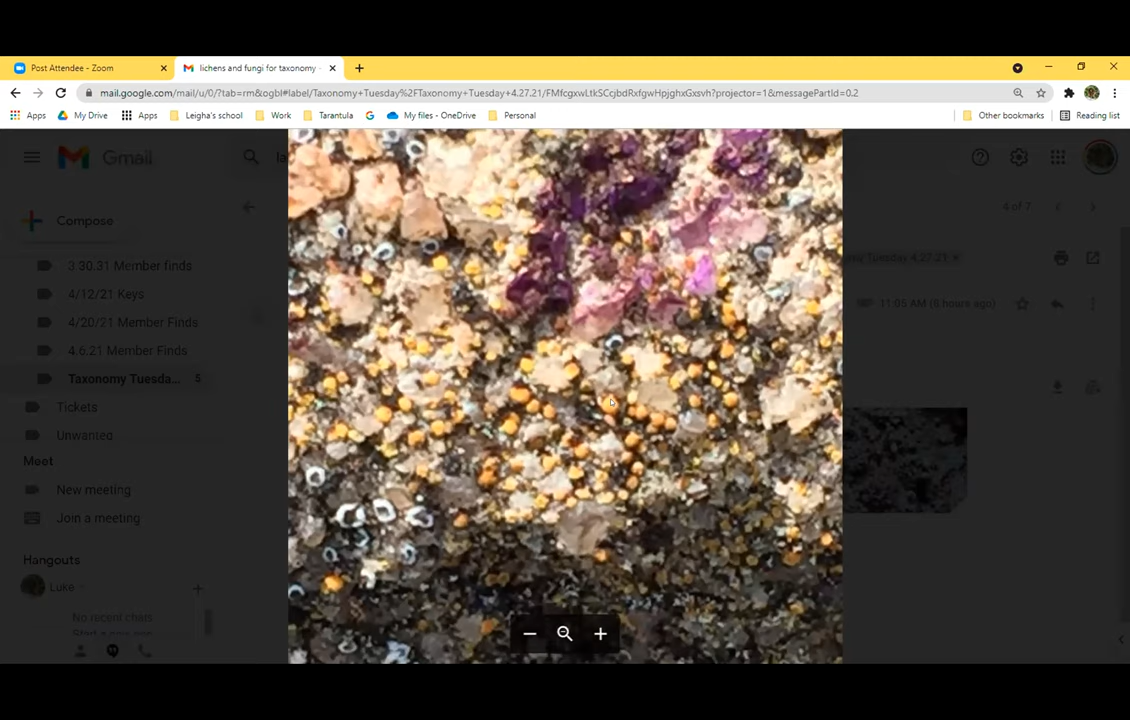 Post Attendee - Zoom
lichens and fungi for taxonomy -
mail.google.com/mail/u/0/?tab=rm&ogbl#label/Taxonomy+Tuesday%2FTaxonomy+Tuesday+4.27.21/FMfcgxwLtkSCcjbdRxfgwHpjghxGxsvh?projector=1&messagePartId=0.2
Apps
My Drive
Apps
Leigha's school
Work
Tarantula
My files - OneDrive
Personal
Other bookmarks
Reading list
Gmail
Compose
4 of 7
3.30.31 Member finds
Tuesday 4.27.21
4/12/21 Keys
11:05 AM (8 hours ago)
4/20/21 Member Finds
4.6.21 Member Finds
Taxonomy Tuesda...
5
Tickets
Unwanted
Meet
New meeting
Join a meeting
Hangouts
Luke
No recent chats